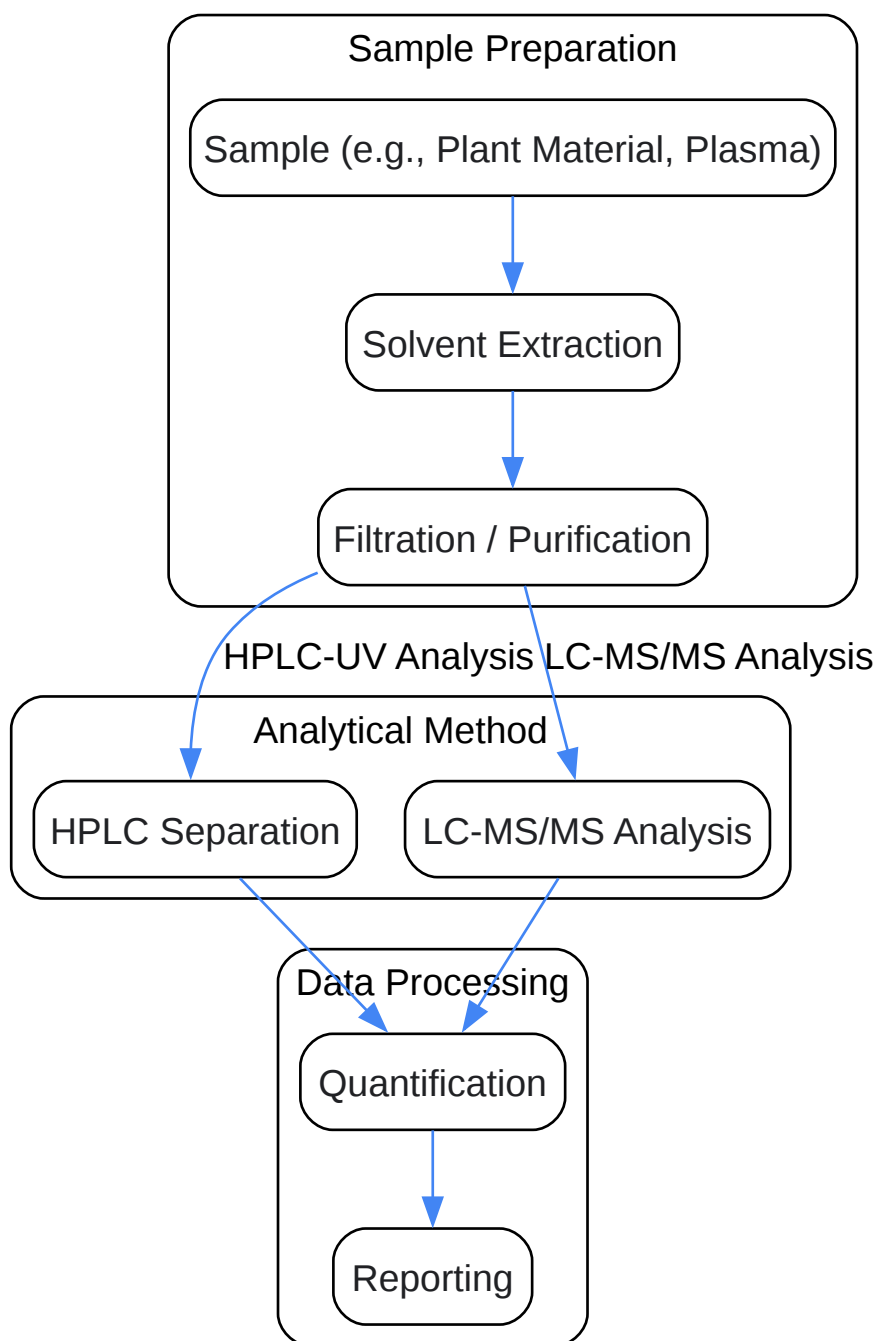 Sample Preparation
Sample (e.g., Plant Material, Plasma)
Solvent Extraction
Filtration / Purification
HPLC-UV Analysis
LC-MS/MS Analysis
Analytical Method
HPLC Separation
LC-MS/MS Analysis
Data Processing
Quantification
Reporting